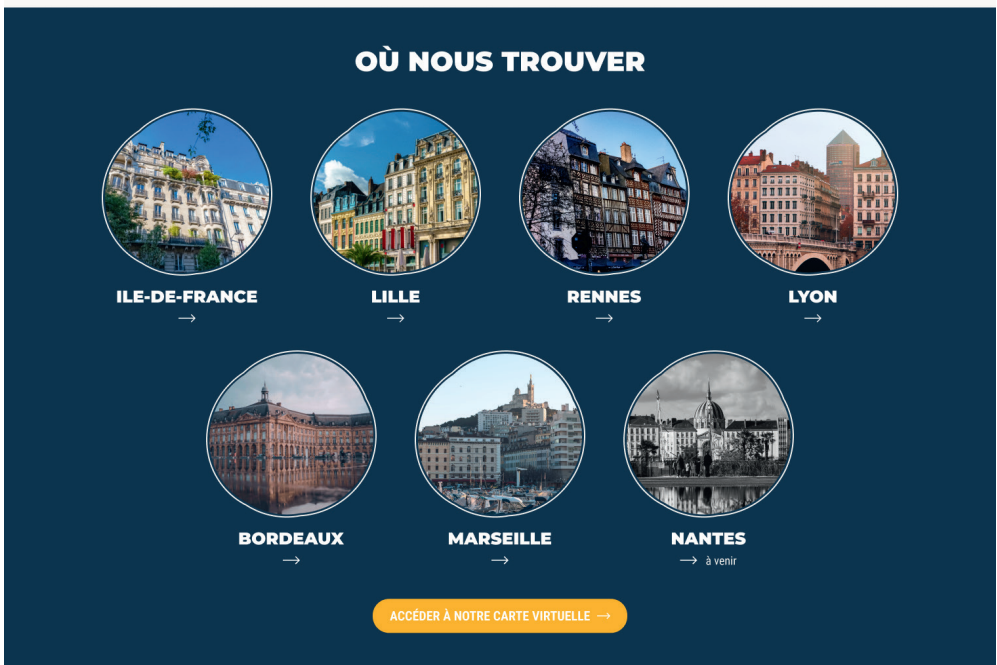 OÙ NOUS TROUVER
ILE-DE-FRANCE
LILLE
RENNES
LYON
BORDEAUX
MARSEILLE
NANTES
→ à venir
ACCÉDER À NOTRE CARTE VIRTUELLE →